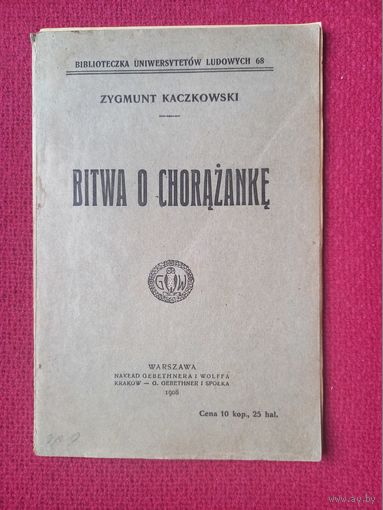 BIBLIOTECZKA UNIWERSYTETÓW LUDOWYCH 68
ZYGMUNT KACZKOWSKI
BITWA O CHORĄŻANKĘ
G W
WARSZAWA
NAKŁAD GEBETHNERA I WOLFFA
KRAKÓW — G. GEBETHNER I SPÓŁKA
1908
Cena 10 kop., 25 hal.
www.ay.by